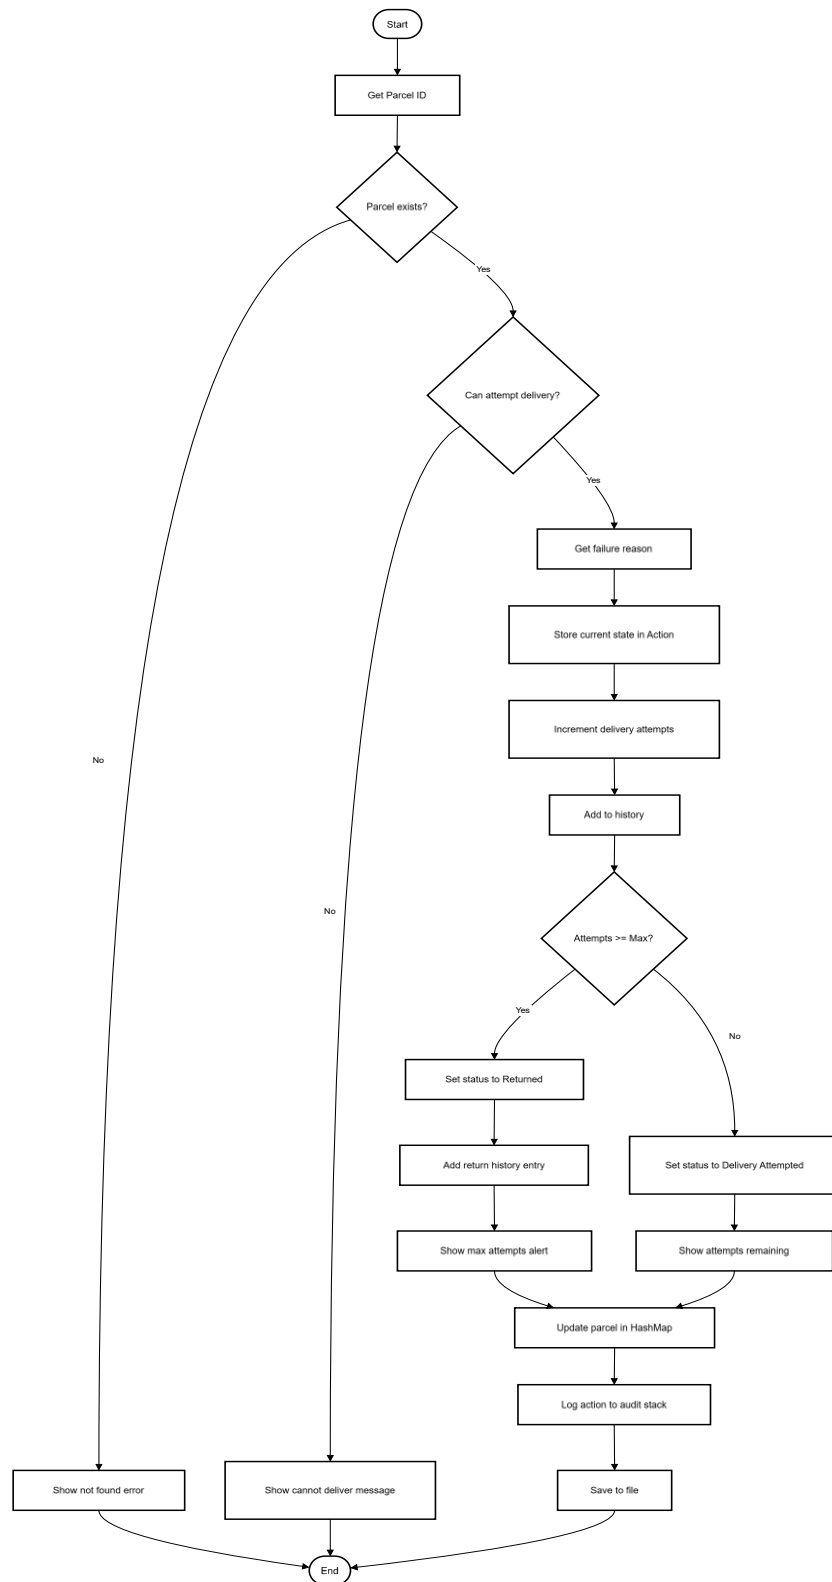 Start
Get Parcel ID
Parcel exists?
Yes
Can attempt delivery?
Yes
Get failure reason
Store current state in Action
Increment delivery attempts
No
Add to history
No
Attempts >= Max?
Yes
No
Set status to Returned
Add return history entry
Set status to Delivery Attempted
Show max attempts alert
Show attempts remaining
Update parcel in HashMap
Log action to audit stack
Show not found error
Show cannot deliver message
Save to file
End